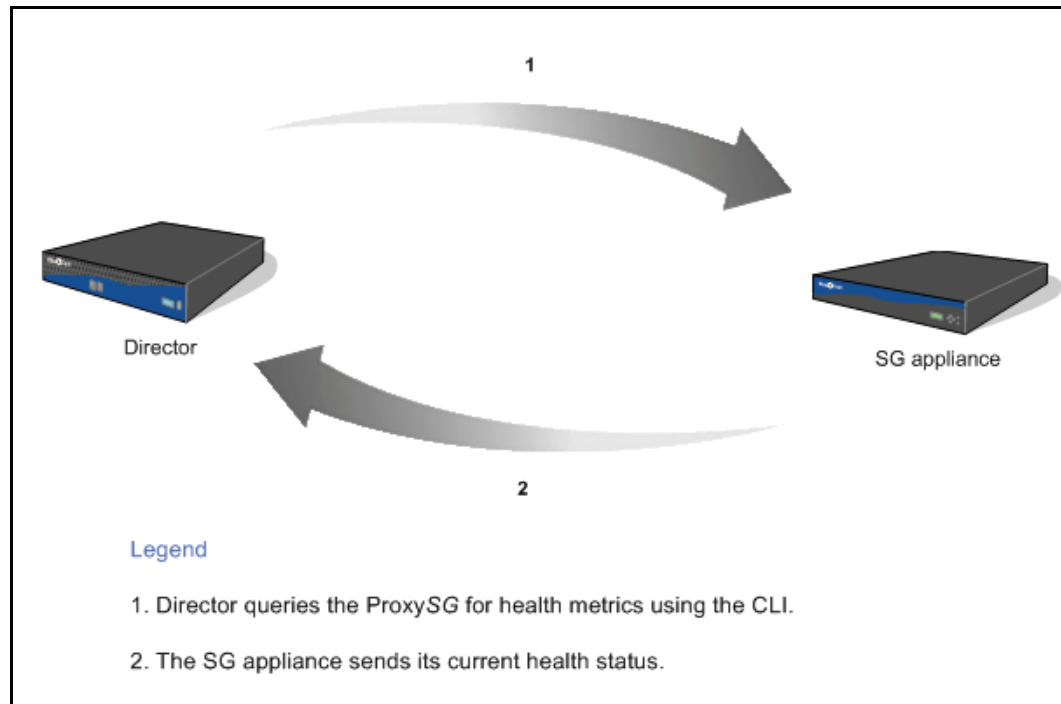 1
Director
SG appliance
2
Legend
1. Director queries the ProxySG for health metrics using the CLI.
2. The SG appliance sends its current health status.